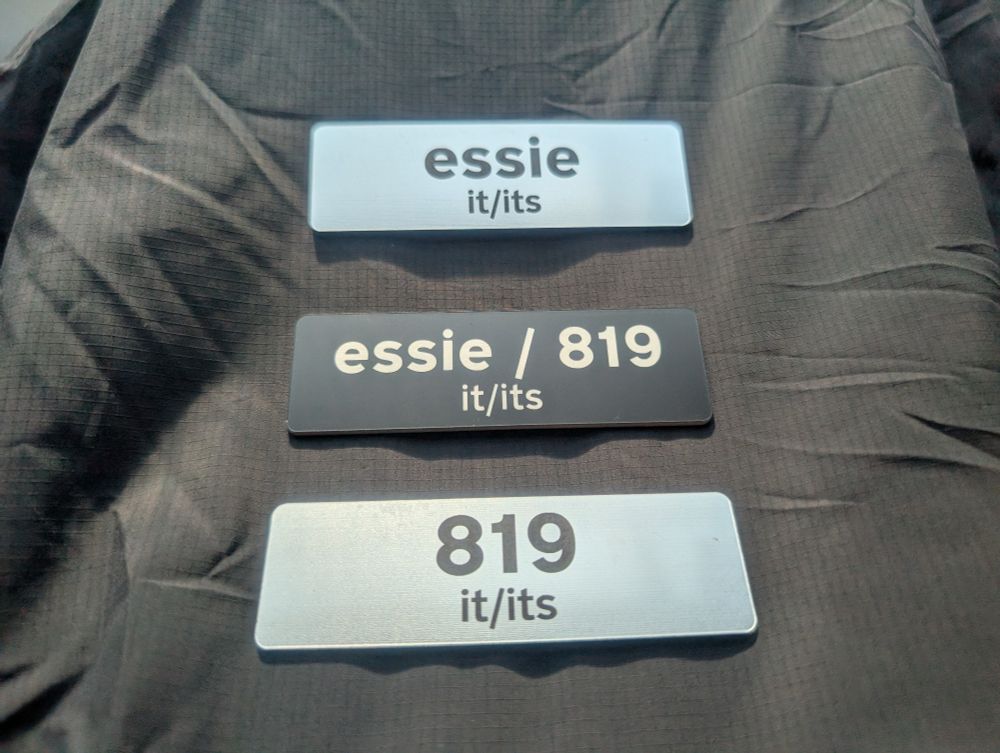 essie
it/its
essie / 819
it/its
819
it/its